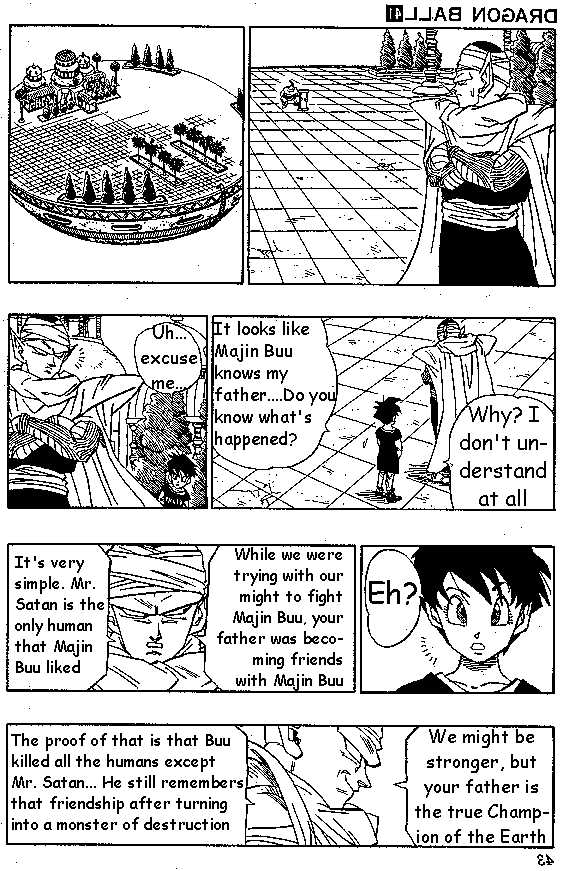 DRAGON BALL 41
Uh...
excuse
me...
It looks like
Majin Buu
knows my
father....Do you
know what's
happened?
Why? I
don't un-
derstand
at all
It's very
simple. Mr.
Satan is the
only human
that Majin
Buu liked
While we were
trying with our
might to fight
Majin Buu, your
father was beco-
ming friends
with Majin Buu
Eh?
The proof of that is that Buu
killed all the humans except
Mr. Satan... He still remembers
that friendship after turning
into a monster of destruction
We might be
stronger, but
your father is
the true Champ-
ion of the Earth
43